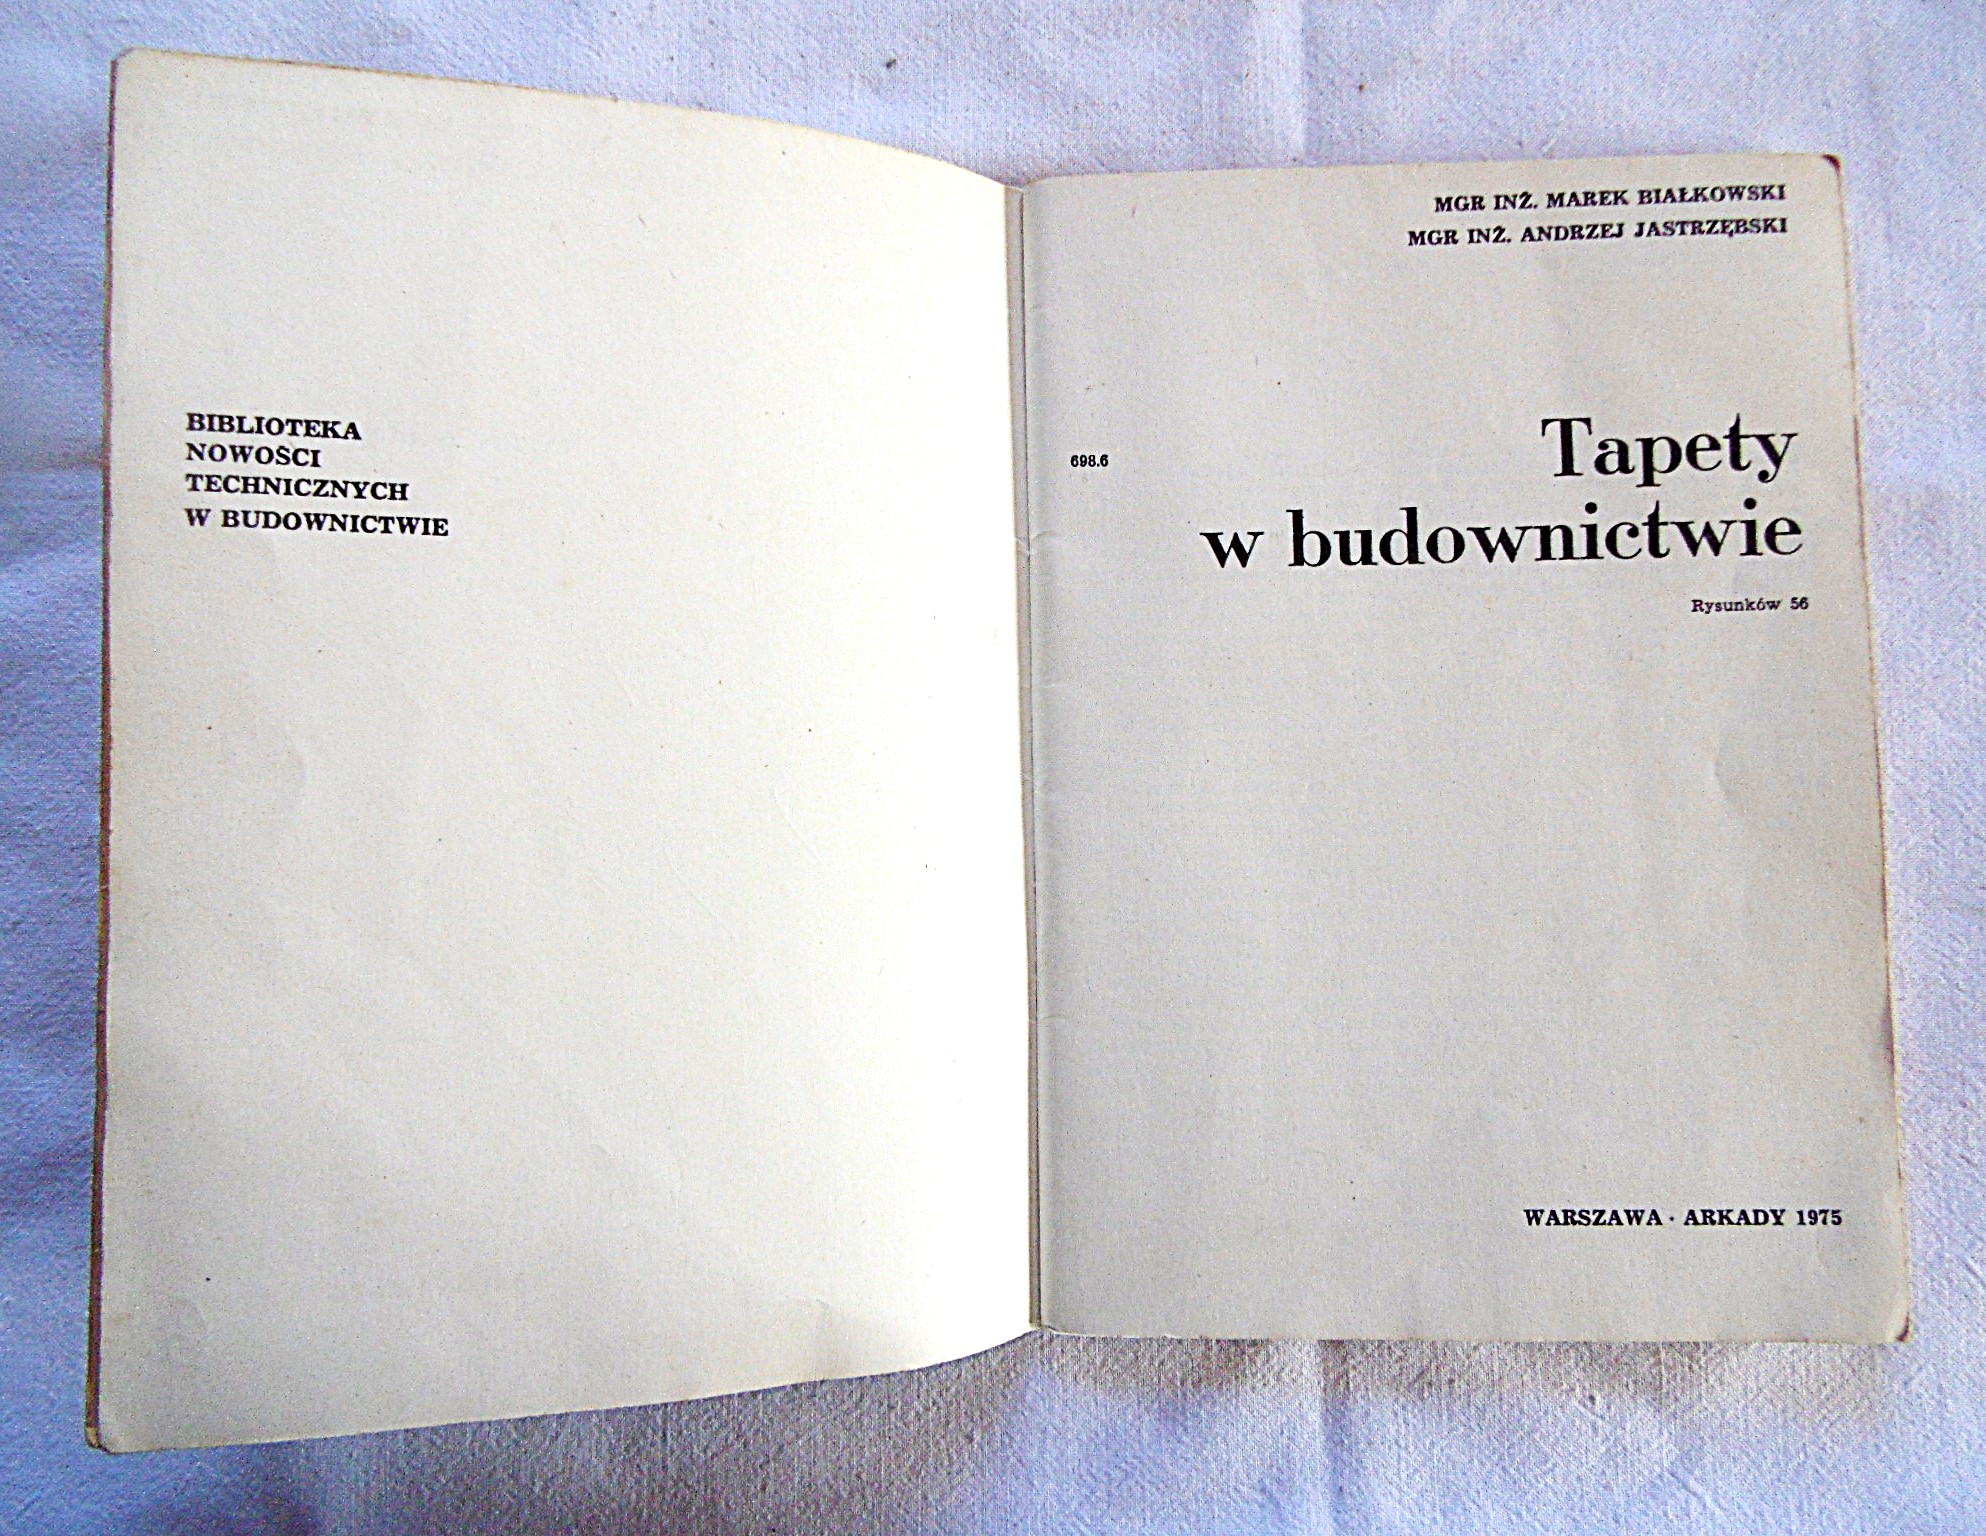 BIBLIOTEKA
NOWOŚCI
TECHNICZNYCH
W BUDOWNICTWIE
MGR INŻ. MAREK BIAŁKOWSKI
MGR INŻ. ANDRZEJ JASTRZĘBSKI
698.6
Tapety
w budownictwie
Rysunków 56
WARSZAWA · ARKADY 1975